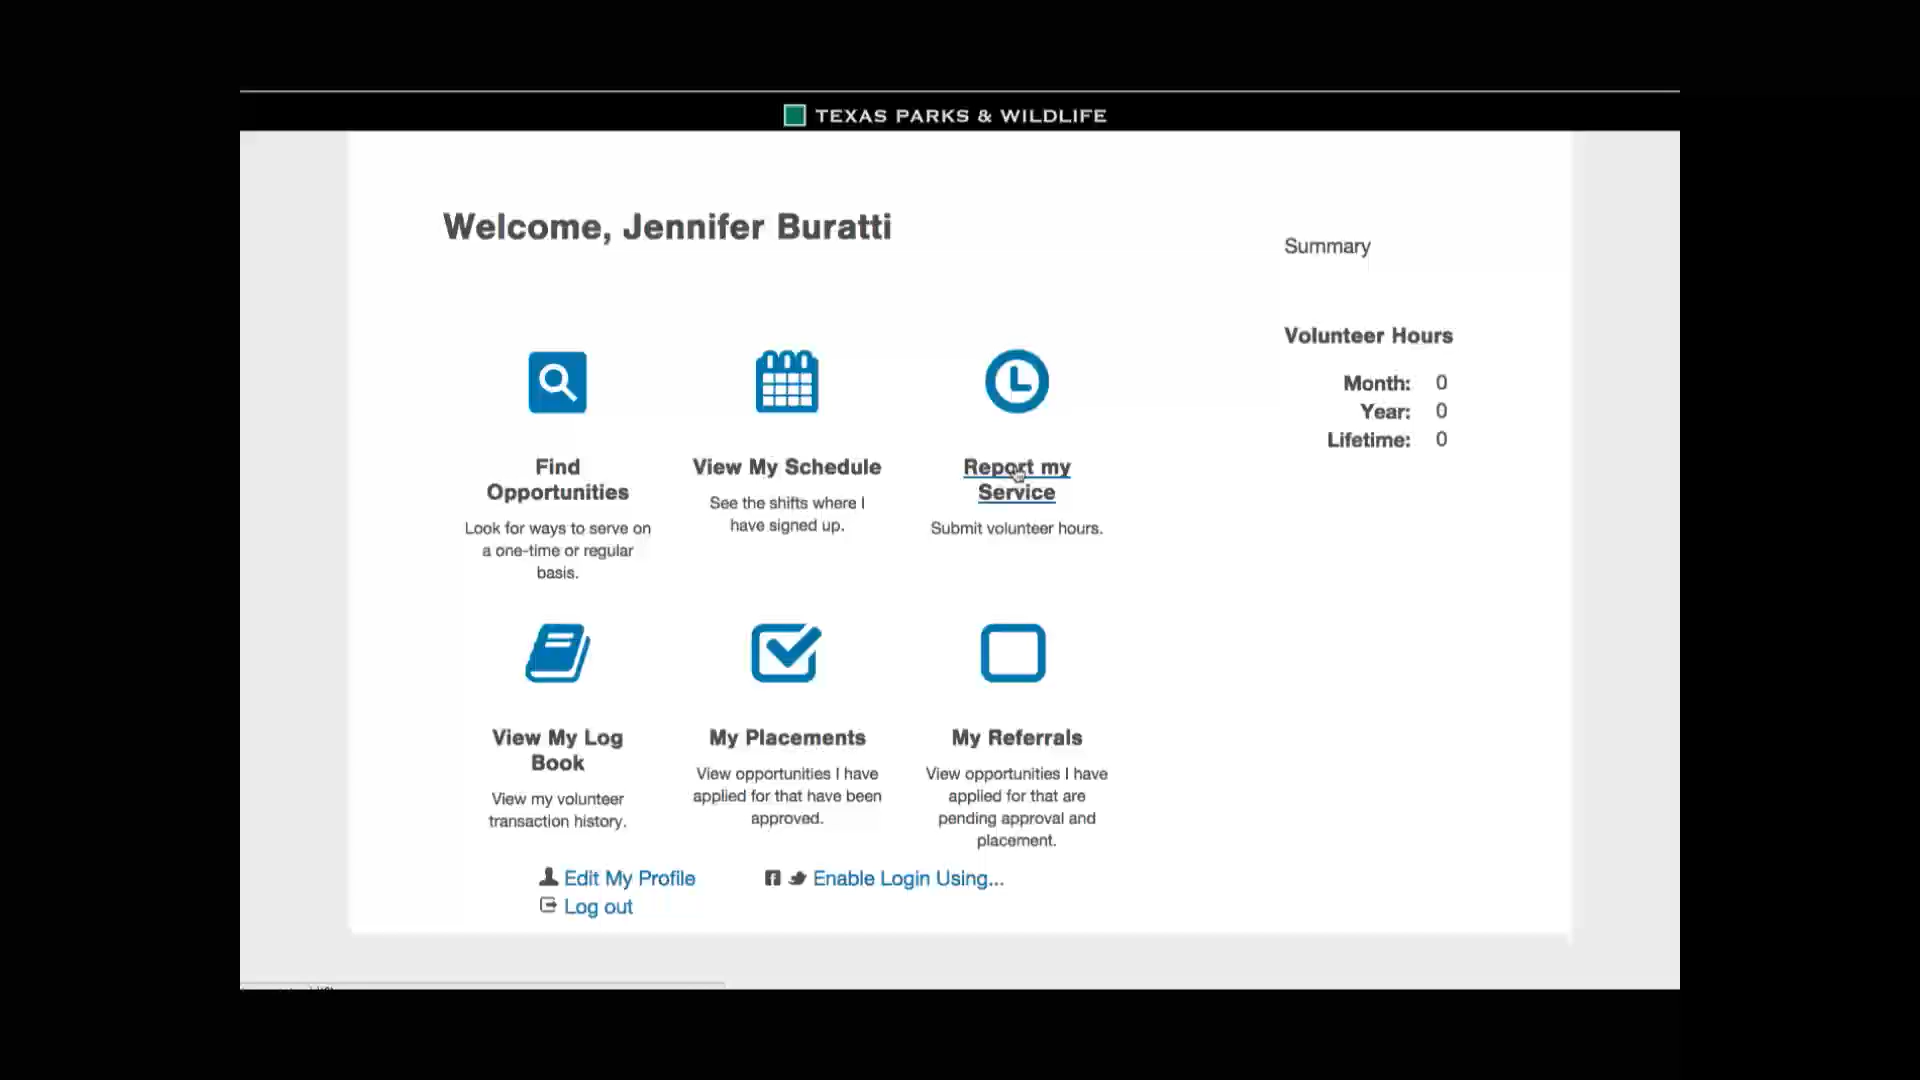 TEXAS PARKS & WILDLIFE
Welcome, Jennifer Buratti
Summary
Volunteer Hours
Month: 0
Year: 0
Lifetime: 0
Find
Opportunities
Look for ways to serve on
a one-time or regular
basis.
View My Schedule
See the shifts where I
have signed up.
Report my
Service
Submit volunteer hours.
View My Log
Book
View my volunteer
transaction history.
My Placements
View opportunities I have
applied for that have been
approved.
My Referrals
View opportunities I have
applied for that are
pending approval and
placement.
Edit My Profile
Enable Login Using...
Log out